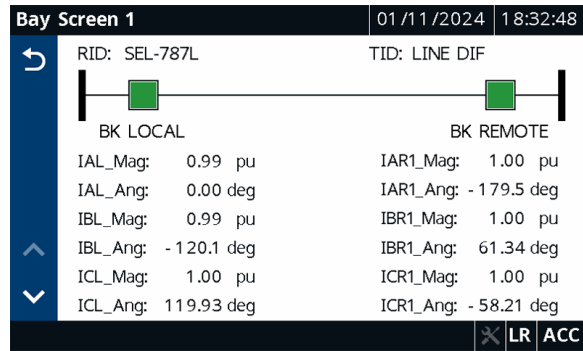 Bay Screen 1 01/11/2024 18:32:48
RID: SEL-787L TID: LINE DIF
BK LOCAL BK REMOTE
IAL_Mag: 0.99 pu IAR1_Mag: 1.00 pu
IAL_Ang: 0.00 deg IAR1_Ang: -179.5 deg
IBL_Mag: 0.99 pu IBR1_Mag: 1.00 pu
IBL_Ang: -120.1 deg IBR1_Ang: 61.34 deg
ICL_Mag: 1.00 pu ICR1_Mag: 1.00 pu
ICL_Ang: 119.93 deg ICR1_Ang: -58.21 deg
LR ACC